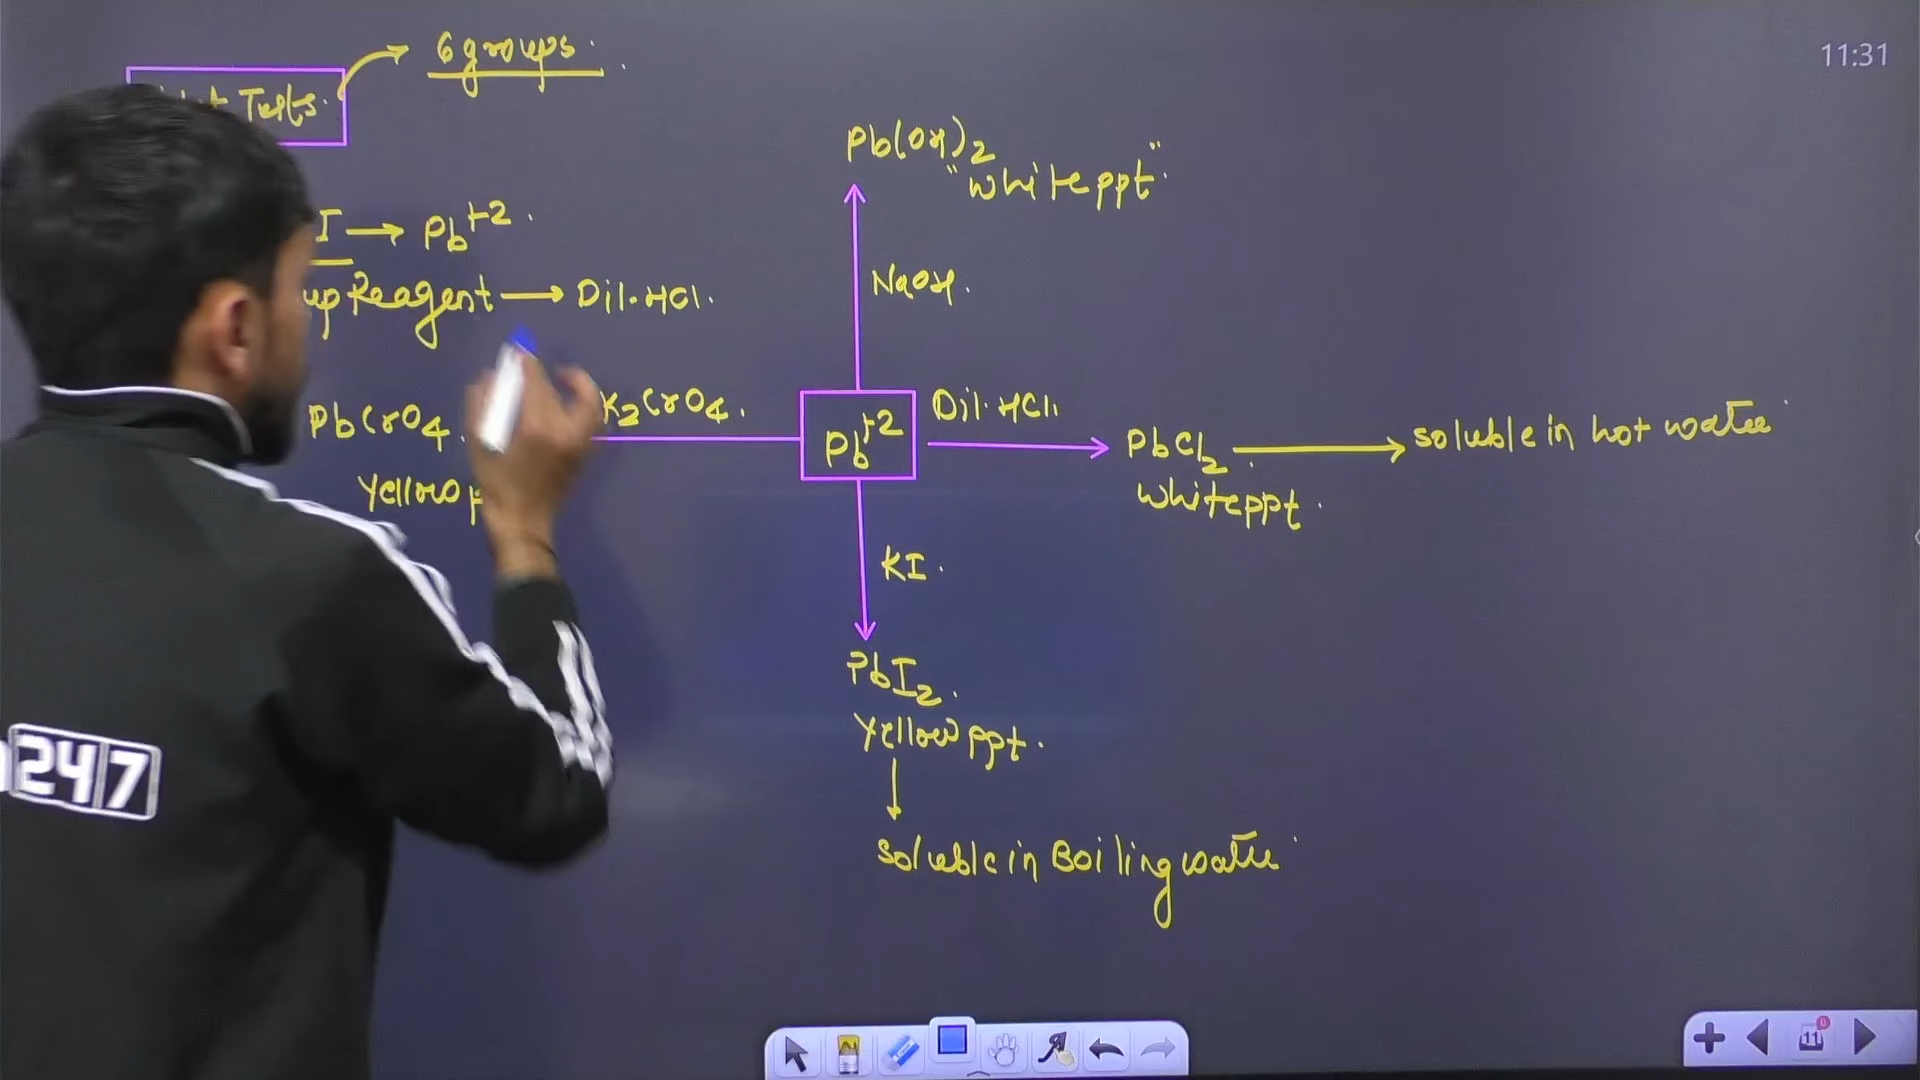 6 groups.
11:31
Tests.
Pb(OH)2
"White ppt"
I → Pb+2.
NaOH.
up Reagent → Dil. HCl.
K2CrO4.
Dil. HCl.
PbCrO4.
Pb+2
PbCl2 → soluble in hot water
Yellow p
White ppt.
KI.
PbI2.
Yellow ppt.
↓
Soluble in Boiling water
247
11